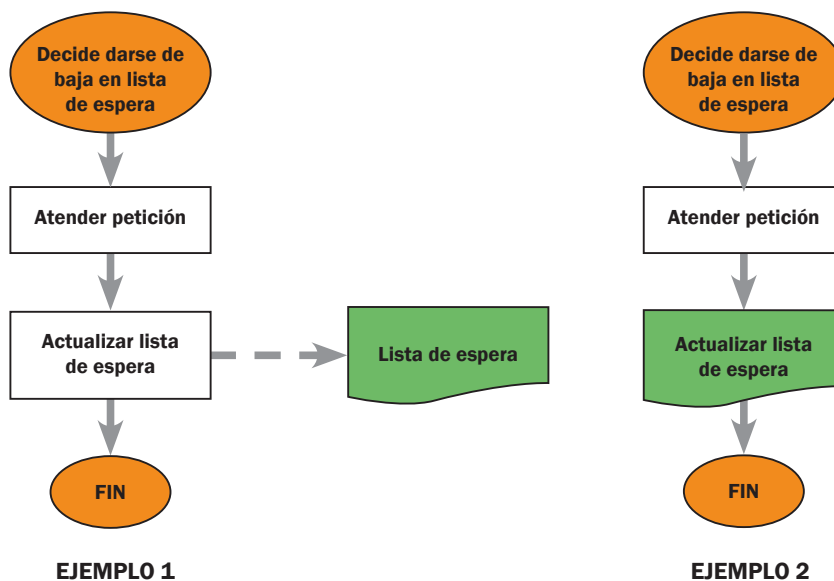 Decide darse de
baja en lista
de espera
Atender petición
Actualizar lista
de espera
Lista de espera
FIN
EJEMPLO 1
Decide darse de
baja en lista
de espera
Atender petición
Actualizar lista
de espera
FIN
EJEMPLO 2